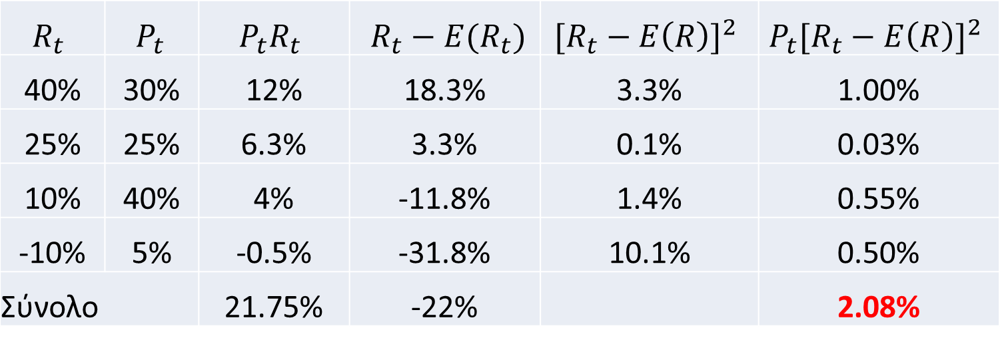 R_t P_t P_tR_t R_t − E(R_t) [R_t − E(R)]² P_t[R_t − E(R)]²
40% 30% 12% 18.3% 3.3% 1.00%
25% 25% 6.3% 3.3% 0.1% 0.03%
10% 40% 4% -11.8% 1.4% 0.55%
-10% 5% -0.5% -31.8% 10.1% 0.50%
Σύνολο 21.75% -22% 2.08%